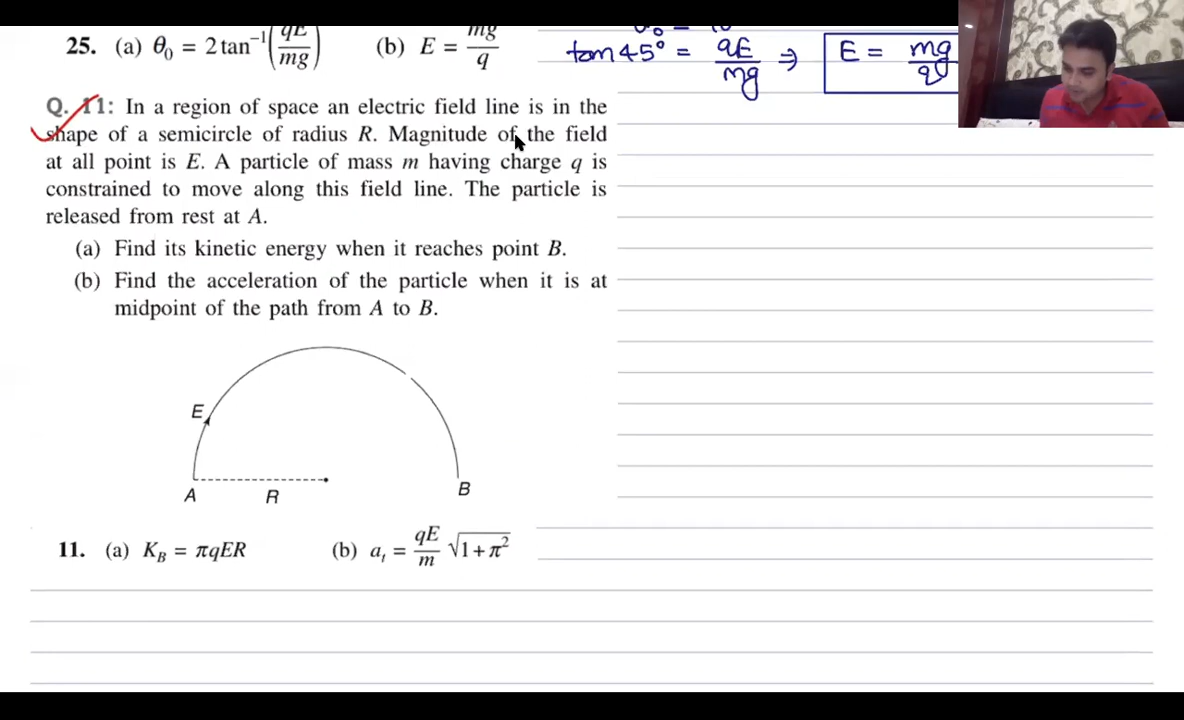 25. (a) θ₀ = 2 tan⁻¹(qE/mg) (b) E = mg/q
tan 45° = qE/mg ⇒ E = mg/q
Q. 11: In a region of space an electric field line is in the
shape of a semicircle of radius R. Magnitude of the field
at all point is E. A particle of mass m having charge q is
constrained to move along this field line. The particle is
released from rest at A.
(a) Find its kinetic energy when it reaches point B.
(b) Find the acceleration of the particle when it is at
midpoint of the path from A to B.
E
A R B
11. (a) K_B = πqER (b) a_t = qE/m √1 + π²